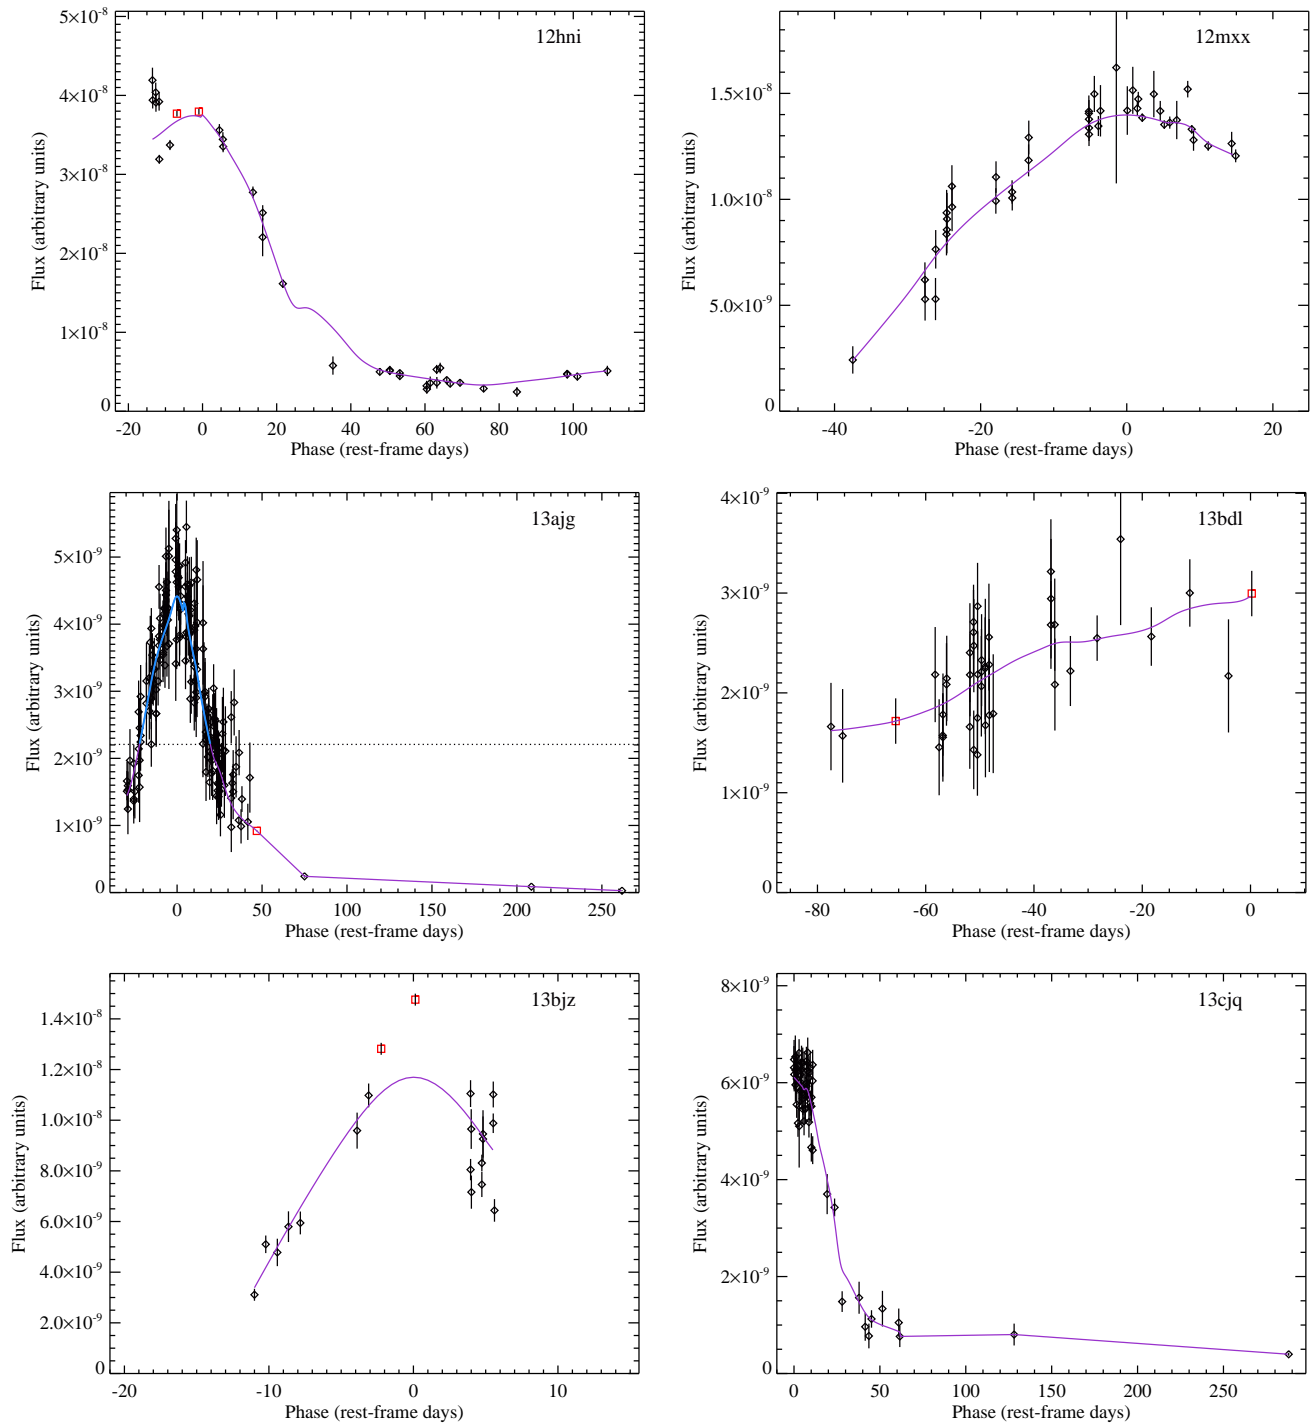 12hni
Flux (arbitrary units)
5×10⁻⁸
4×10⁻⁸
3×10⁻⁸
2×10⁻⁸
1×10⁻⁸
0
-20 0 20 40 60 80 100
Phase (rest-frame days)
12mxx
Flux (arbitrary units)
1.5×10⁻⁸
1.0×10⁻⁸
5.0×10⁻⁹
0
-40 -20 0 20
Phase (rest-frame days)
13ajg
Flux (arbitrary units)
5×10⁻⁹
4×10⁻⁹
3×10⁻⁹
2×10⁻⁹
1×10⁻⁹
0
0 50 100 150 200 250
Phase (rest-frame days)
13bdl
Flux (arbitrary units)
4×10⁻⁹
3×10⁻⁹
2×10⁻⁹
1×10⁻⁹
0
-80 -60 -40 -20 0
Phase (rest-frame days)
13bjz
Flux (arbitrary units)
1.4×10⁻⁸
1.2×10⁻⁸
1.0×10⁻⁸
8.0×10⁻⁹
6.0×10⁻⁹
4.0×10⁻⁹
2.0×10⁻⁹
0
-20 -10 0 10
Phase (rest-frame days)
13cjq
Flux (arbitrary units)
8×10⁻⁹
6×10⁻⁹
4×10⁻⁹
2×10⁻⁹
0
0 50 100 150 200 250
Phase (rest-frame days)